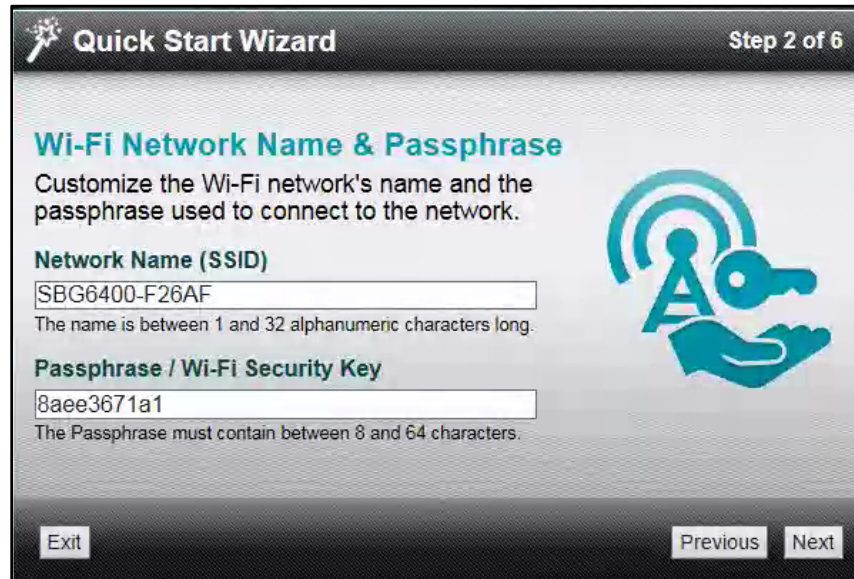 Quick Start Wizard
Step 2 of 6
Wi-Fi Network Name & Passphrase
Customize the Wi-Fi network's name and the
passphrase used to connect to the network.
Network Name (SSID)
SBG6400-F26AF
The name is between 1 and 32 alphanumeric characters long.
Passphrase / Wi-Fi Security Key
8aee3671a1
The Passphrase must contain between 8 and 64 characters.
Exit
Previous
Next